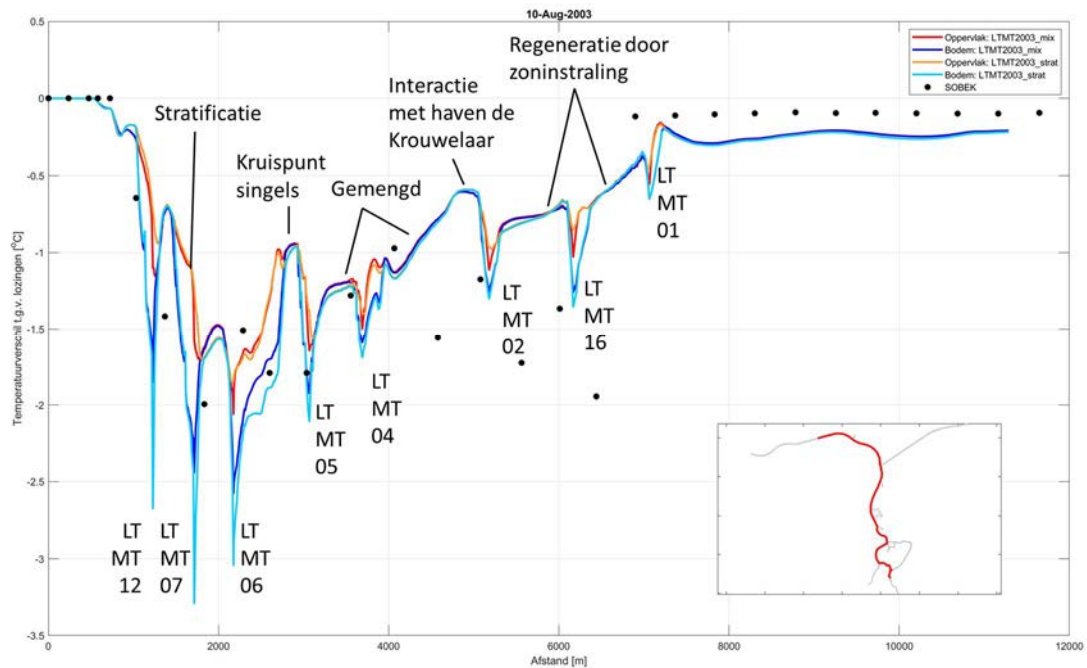 10-Aug-2003
Oppervlak: LTMT2003_mix
Bodem: LTMT2003_mix
Oppervlak: LTMT2003_strat
Bodem: LTMT2003_strat
SOBEK
Temperatuurverschil t.g.v. lozingen [°C]
0.5
0
-0.5
-1
-1.5
-2
-2.5
-3
-3.5
Stratificatie
Kruispunt
singels
Gemengd
Interactie
met haven de
Krouwelaar
Regeneratie door
zoninstraling
LT
MT
12
LT
MT
07
LT
MT
06
LT
MT
05
LT
MT
04
LT
MT
02
LT
MT
16
LT
MT
01
0
2000
4000
6000
8000
10000
12000
Afstand [m]